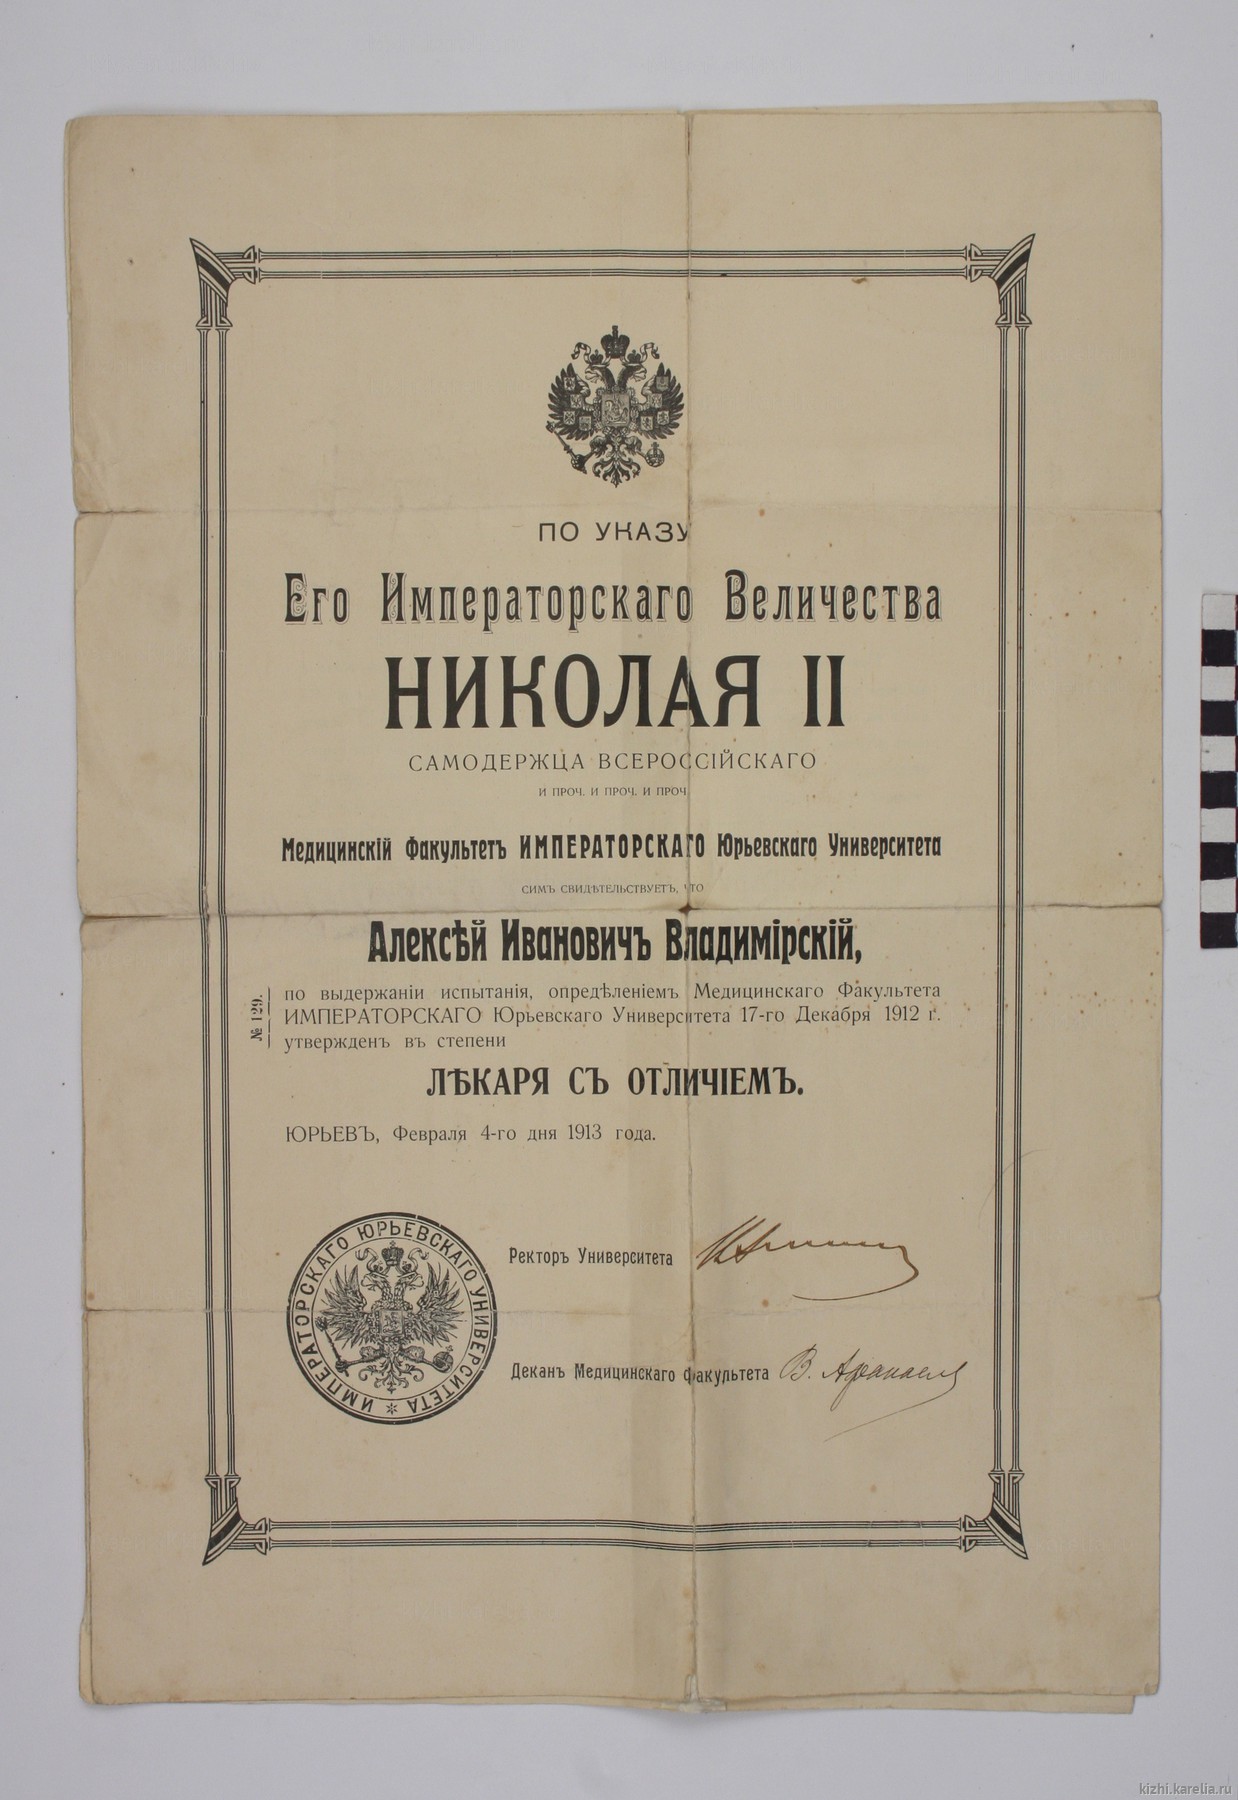 ПО УКАЗУ
Его Императорскаго Величества
НИКОЛАЯ II
САМОДЕРЖЦА ВСЕРОССІЙСКАГО
И ПРОЧ. И ПРОЧ. И ПРОЧ
Медицинскій Факультетъ ИМПЕРАТОРСКАГО Юрьевскаго Университета
СИМЪ СВИДѢТЕЛЬСТВУЕТЪ, ЧТО
Алексѣй Ивановичъ Владимірскій,
№ 129.
по выдержаніи испытанія, опредѣленіемъ Медицинскаго Факультета
ИМПЕРАТОРСКАГО Юрьевскаго Университета 17-го Декабря 1912 г.
утвержденъ въ степени
ЛѢКАРЯ СЪ ОТЛИЧІЕМЪ.
ЮРЬЕВЪ, Февраля 4-го дня 1913 года.
ИМПЕРАТОРСКАГО ЮРЬЕВСКАГО УНИВЕРСИТЕТА
Ректоръ Университета
Деканъ Медицинскаго факультета В. Афанасьев
kizhi.karelia.ru